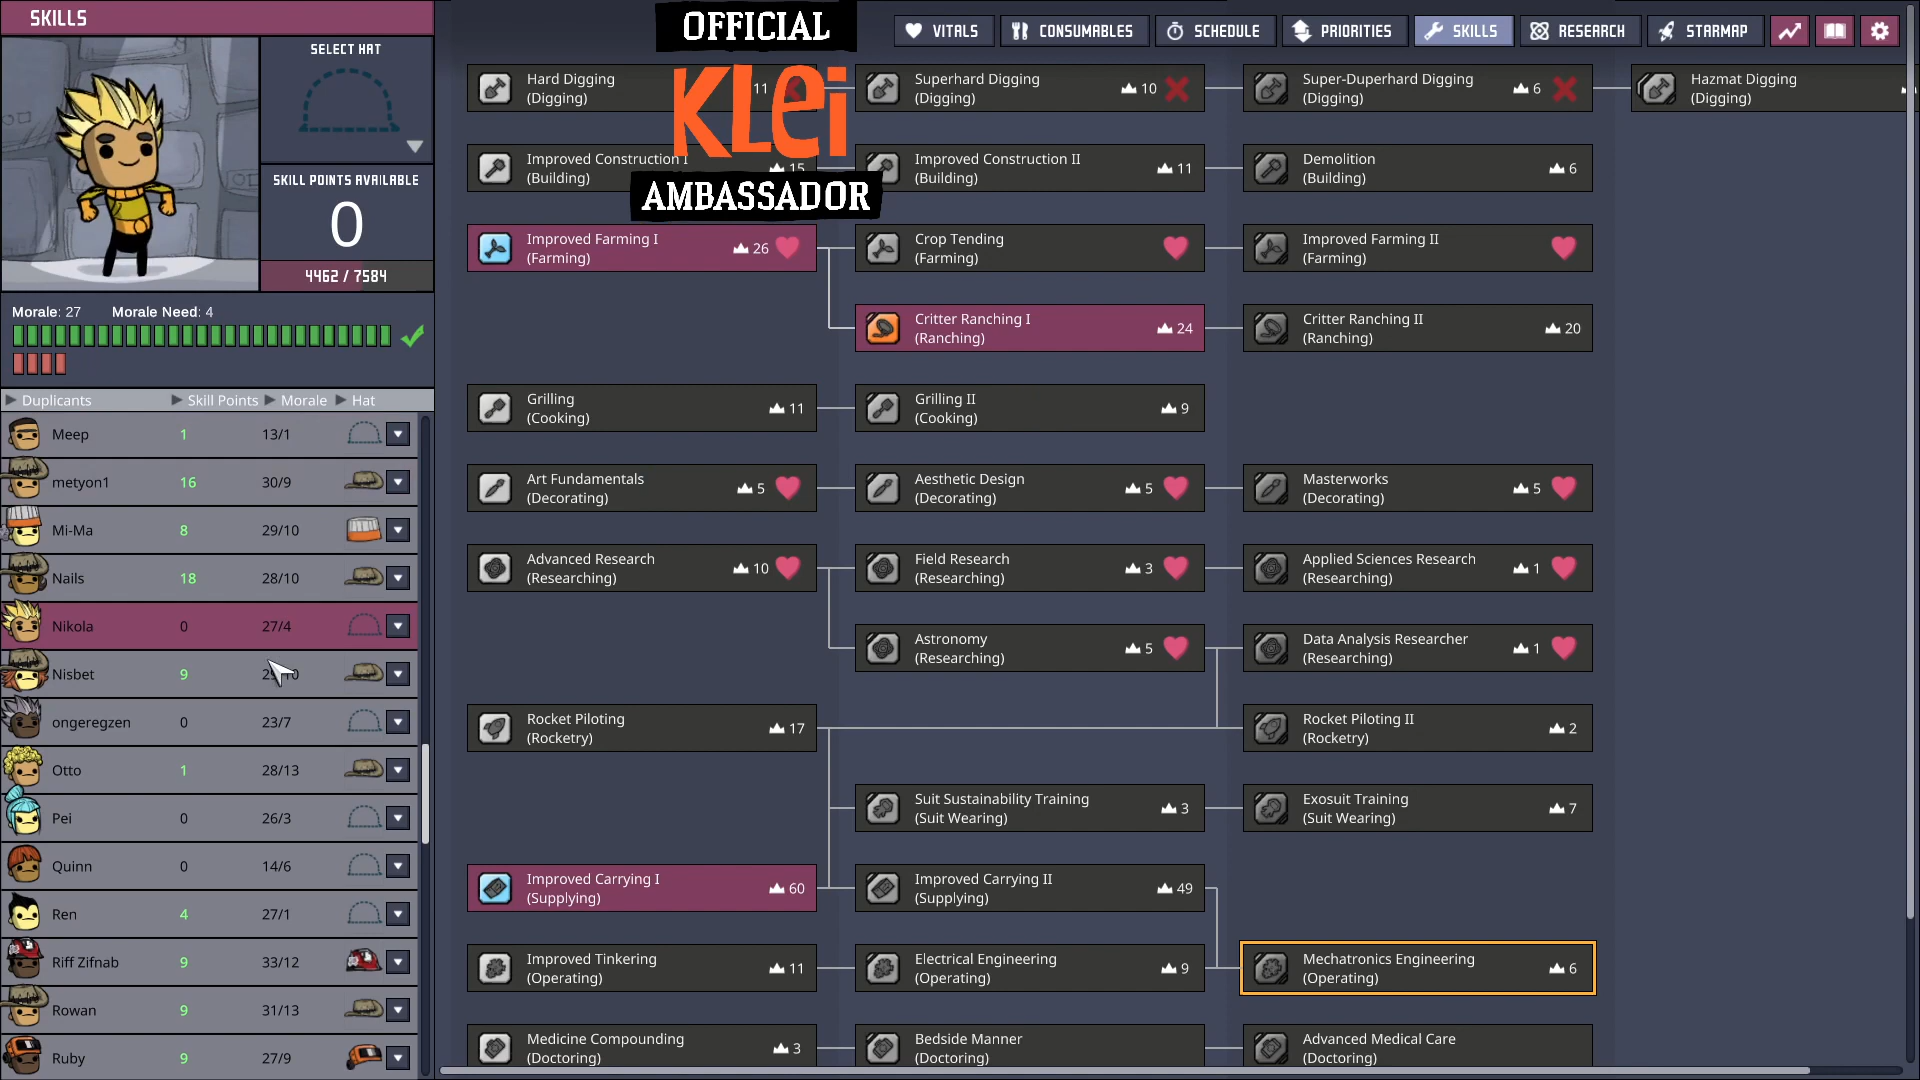 SKILLS
OFFICIAL
KLei
AMBASSADOR
VITALS
CONSUMABLES
SCHEDULE
PRIORITIES
SKILLS
RESEARCH
STARMAP
SELECT HAT
SKILL POINTS AVAILABLE
0
4462 / 7584
Morale: 27 Morale Need: 4
Duplicants Skill Points Morale Hat
Meep 1 13/1
metyon1 16 30/9
Mi-Ma 8 29/10
Nails 18 28/10
Nikola 0 27/4
Nisbet 9
ongeregzen 0 23/7
Otto 1 28/13
Pei 0 26/3
Quinn 0 14/6
Ren 4 27/1
Riff Zifnab 9 33/12
Rowan 9 31/13
Ruby 9 27/9
Hard Digging 11
(Digging)
Superhard Digging 10
(Digging)
Super-Duperhard Digging 6
(Digging)
Hazmat Digging
(Digging)
Improved Construction I 15
(Building)
Improved Construction II 11
(Building)
Demolition 6
(Building)
Improved Farming I 26
(Farming)
Crop Tending
(Farming)
Improved Farming II
(Farming)
Critter Ranching I 24
(Ranching)
Critter Ranching II 20
(Ranching)
Grilling 11
(Cooking)
Grilling II 9
(Cooking)
Art Fundamentals 5
(Decorating)
Aesthetic Design 5
(Decorating)
Masterworks 5
(Decorating)
Advanced Research 10
(Researching)
Field Research 3
(Researching)
Applied Sciences Research 1
(Researching)
Astronomy 5
(Researching)
Data Analysis Researcher 1
(Researching)
Rocket Piloting 17
(Rocketry)
Rocket Piloting II 2
(Rocketry)
Suit Sustainability Training 3
(Suit Wearing)
Exosuit Training 7
(Suit Wearing)
Improved Carrying I 60
(Supplying)
Improved Carrying II 49
(Supplying)
Improved Tinkering 11
(Operating)
Electrical Engineering 9
(Operating)
Mechatronics Engineering 6
(Operating)
Medicine Compounding 3
(Doctoring)
Bedside Manner
(Doctoring)
Advanced Medical Care
(Doctoring)